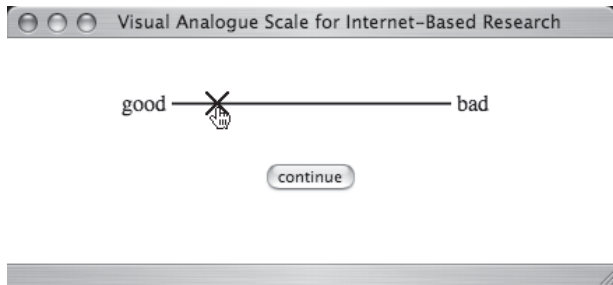 Visual Analogue Scale for Internet-Based Research
good bad
continue